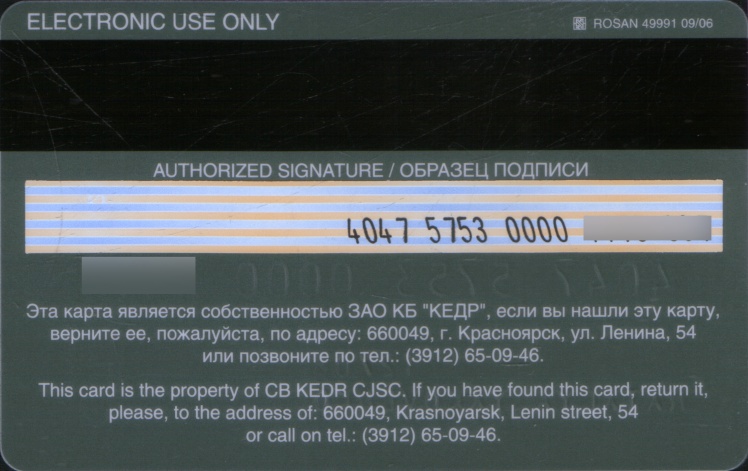 ELECTRONIC USE ONLY
ROSAN 49991 09/06
AUTHORIZED SIGNATURE / ОБРАЗЕЦ ПОДПИСИ
4047 5753 0000
Эта карта является собственностью ЗАО КБ "КЕДР", если вы нашли эту карту,
верните ее, пожалуйста, по адресу: 660049, г. Красноярск, ул. Ленина, 54
или позвоните по тел.: (3912) 65-09-46.
This card is the property of CB KEDR CJSC. If you have found this card, return it,
please, to the address of: 660049, Krasnoyarsk, Lenin street, 54
or call on tel.: (3912) 65-09-46.